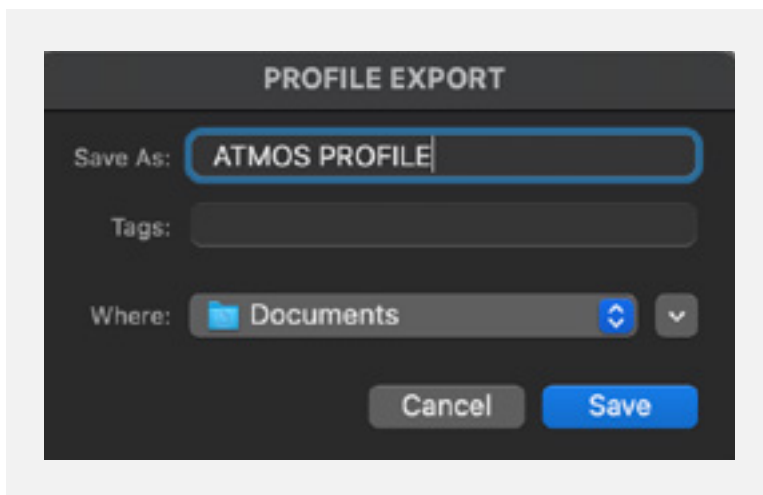 PROFILE EXPORT
Save As: ATMOS PROFILE
Tags:
Where: Documents
Cancel Save